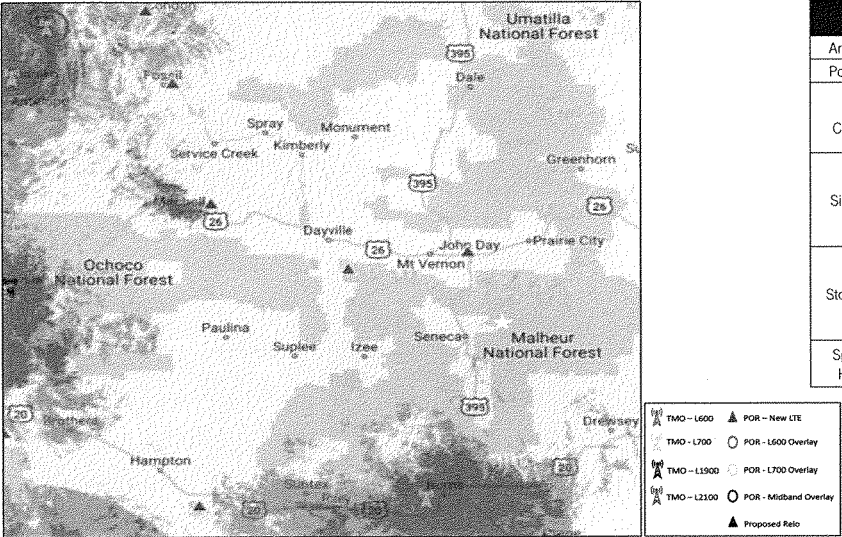 Umatilla
National Forest
395
Dale
Fossil
Spray
Monument
Service Creek
Kimberly
Greenhorn
395
Mitchell
26
26
Dayville
26
John Day
Prairie City
Mt Vernon
Ochoco
National Forest
Paulina
Suplee
Izee
Seneca
Malheur
National Forest
395
20
Brothers
Drewsey
Hampton
20
20
TMO – L600
POR – New LTE
TMO - L700
POR - L600 Overlay
TMO – L1900
POR - L700 Overlay
TMO – L2100
POR - Midband Overlay
Proposed Relo